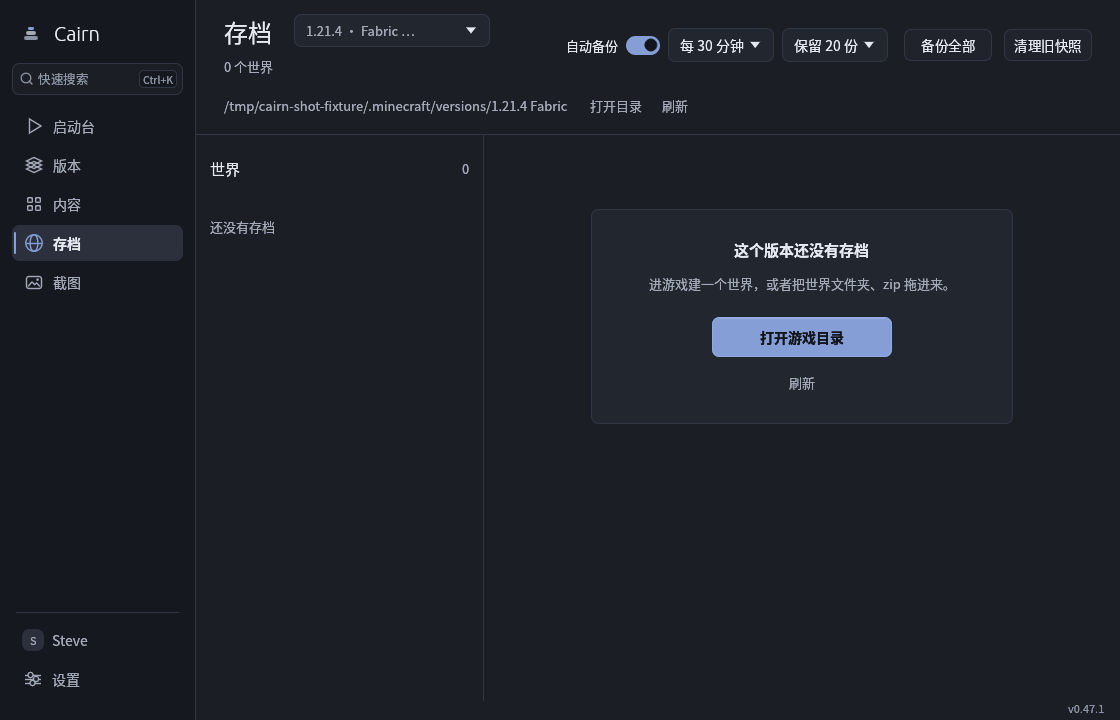 Cairn
快速搜索 Ctrl+K
启动台
版本
内容
存档
截图
Steve
S
设置
存档
1.21.4 • Fabric …
0 个世界
自动备份
每 30 分钟
保留 20 份
备份全部
清理旧快照
/tmp/cairn-shot-fixture/.minecraft/versions/1.21.4 Fabric 打开目录 刷新
世界 0
还没有存档
这个版本还没有存档
进游戏建一个世界，或者把世界文件夹、zip 拖进来。
打开游戏目录
刷新
v0.47.1